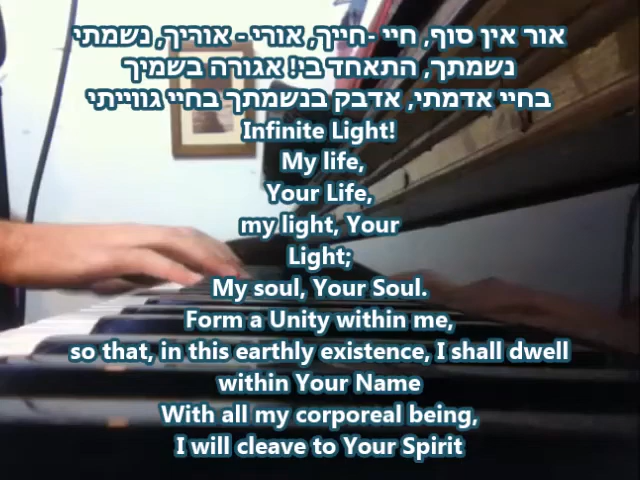 אור אין סוף, חיי -חייך, אורי - אוריך, נשמתי
נשמתך, התאחד בי! אגורה בשמיך
בחיי אדמתי, אדבק בנשמתך בחיי גווייתי
Infinite Light!
My life,
Your Life,
my light, Your
Light;
My soul, Your Soul.
Form a Unity within me,
so that, in this earthly existence, I shall dwell
within Your Name
With all my corporeal being,
I will cleave to Your Spirit